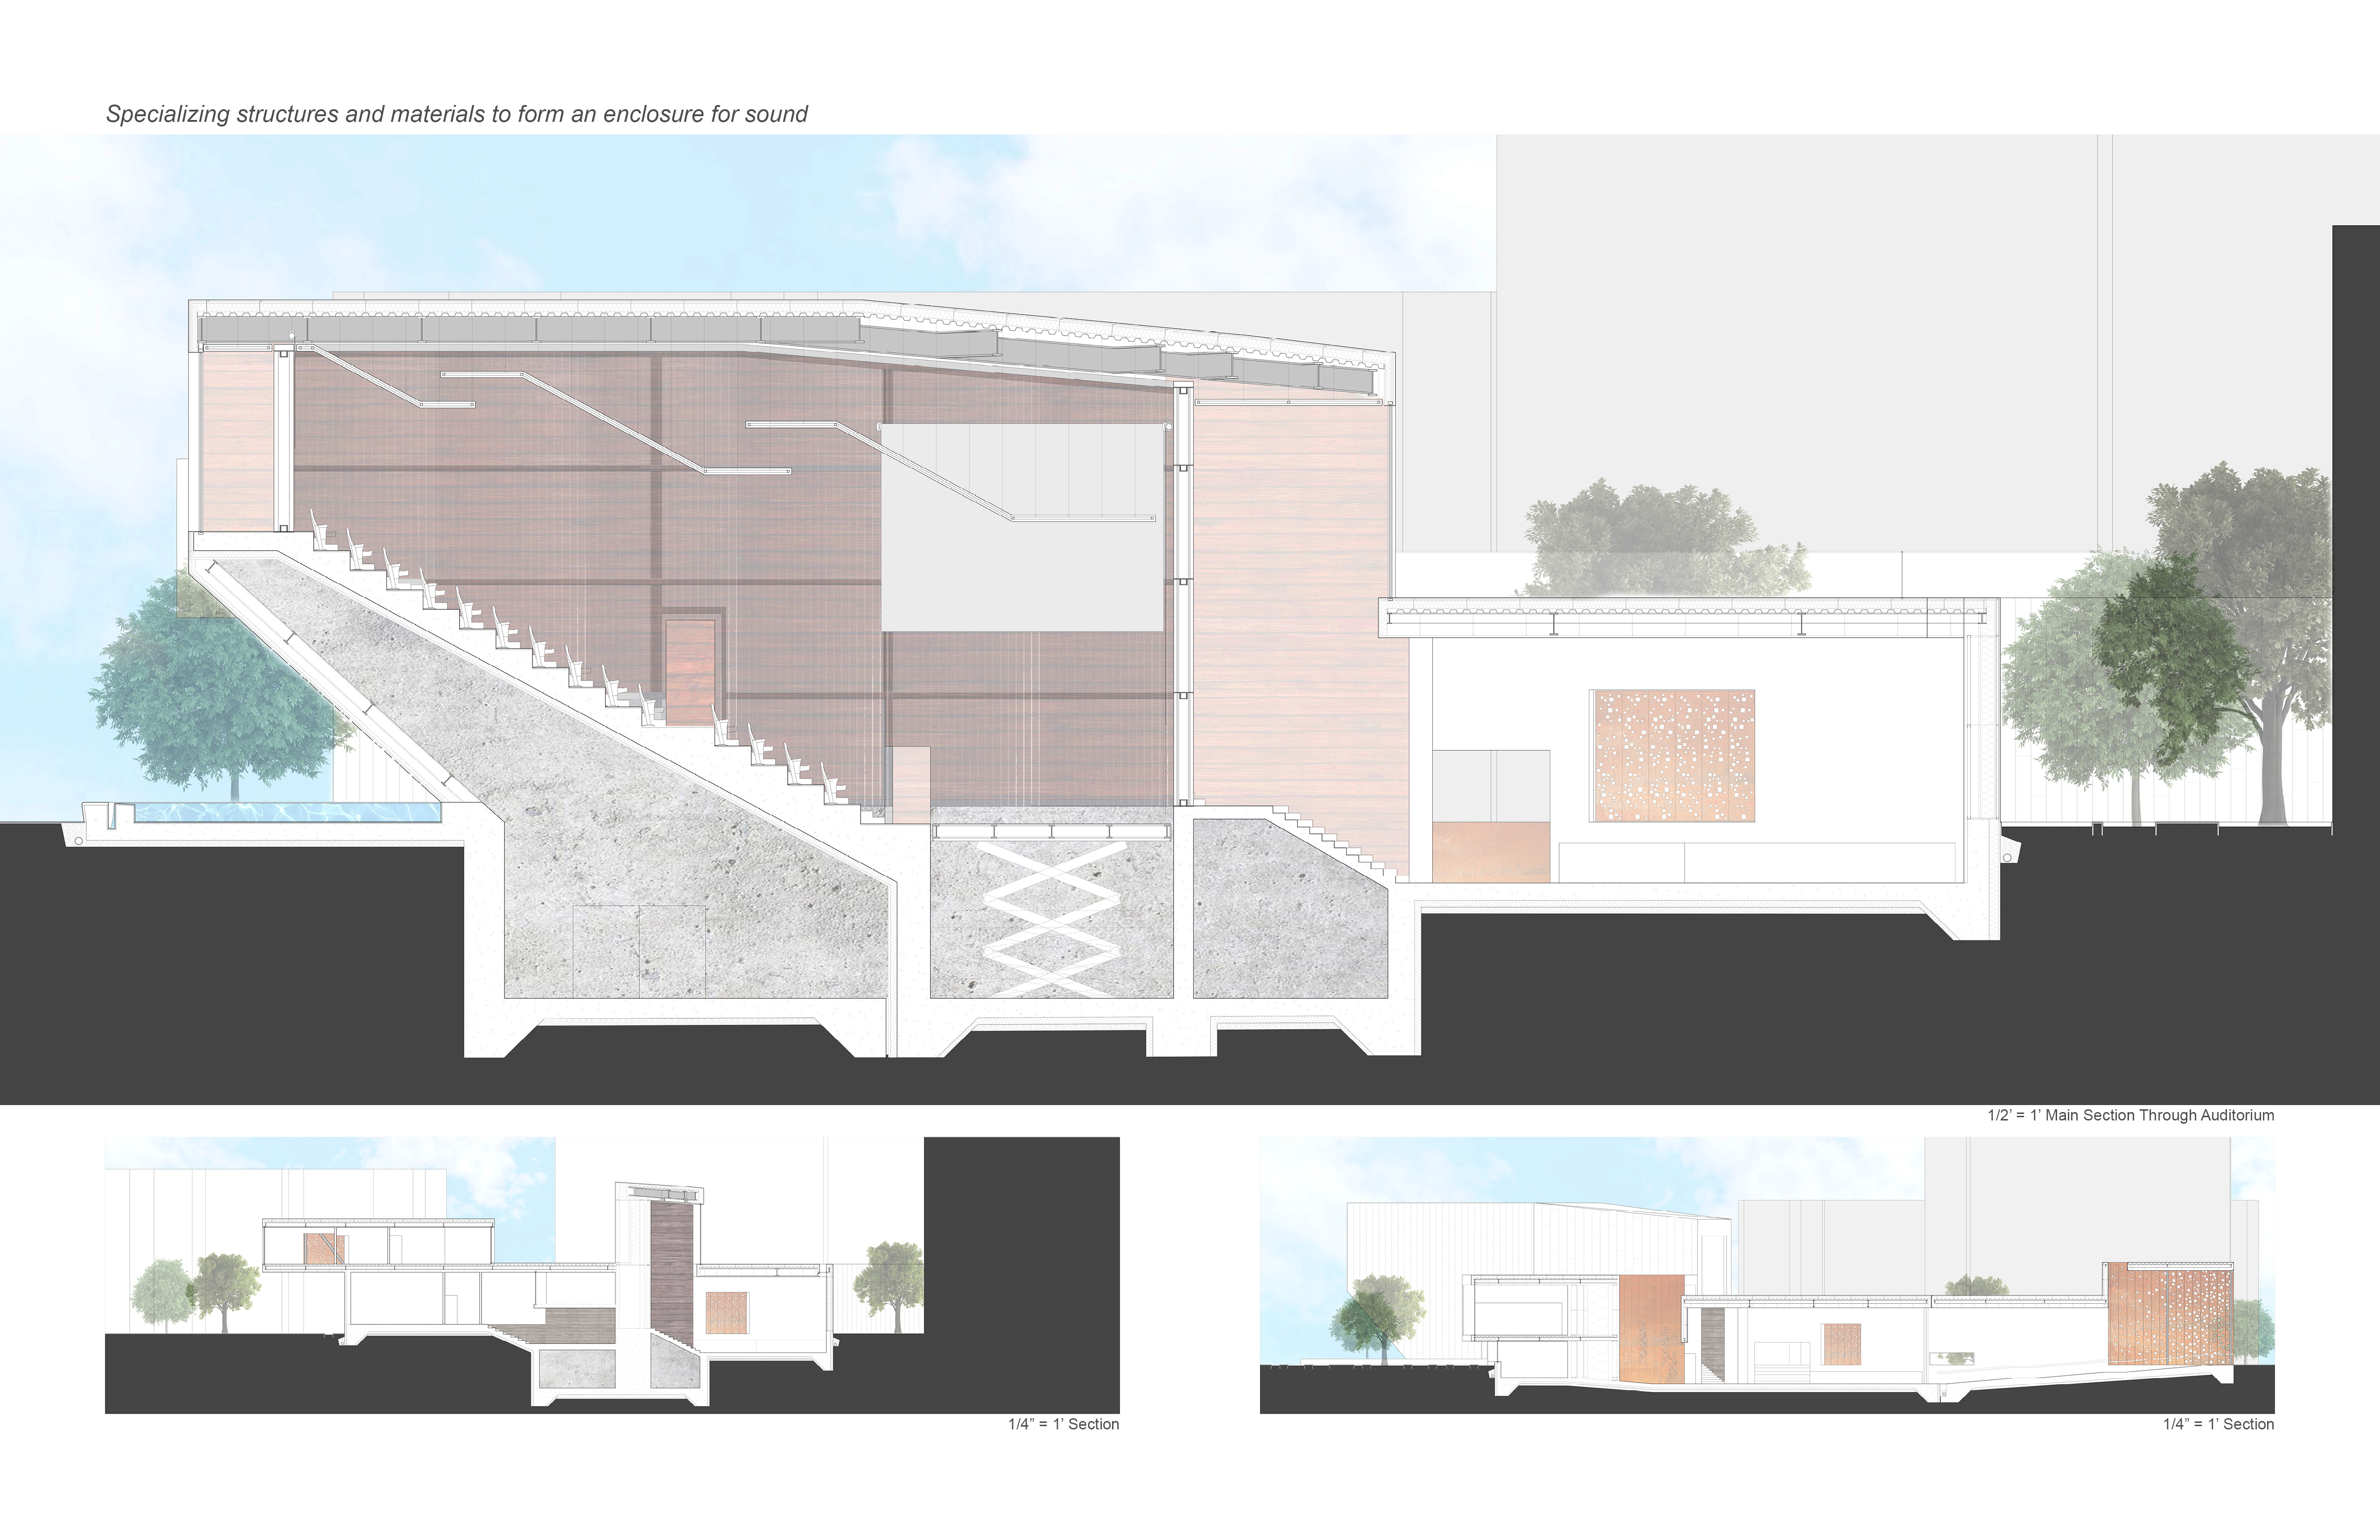 Specializing structures and materials to form an enclosure for sound
1/2’ = 1’ Main Section Through Auditorium
1/4” = 1’ Section
1/4” = 1’ Section